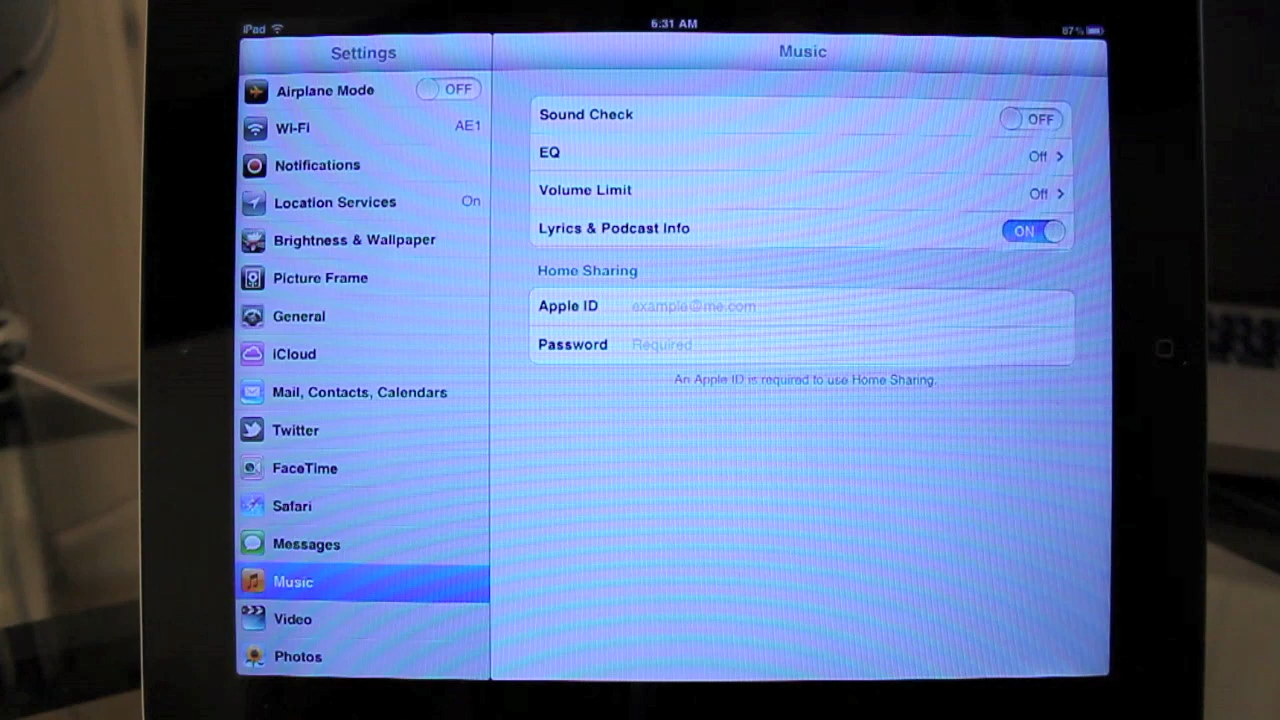 iPad
6:31 AM
87%
Settings
Music
Airplane Mode OFF
Wi-Fi AE1
Notifications
Location Services On
Brightness & Wallpaper
Picture Frame
General
iCloud
Mail, Contacts, Calendars
Twitter
FaceTime
Safari
Messages
Music
Video
Photos
Sound Check OFF
EQ Off
Volume Limit Off
Lyrics & Podcast Info ON
Home Sharing
Apple ID example@me.com
Password Required
An Apple ID is required to use Home Sharing.